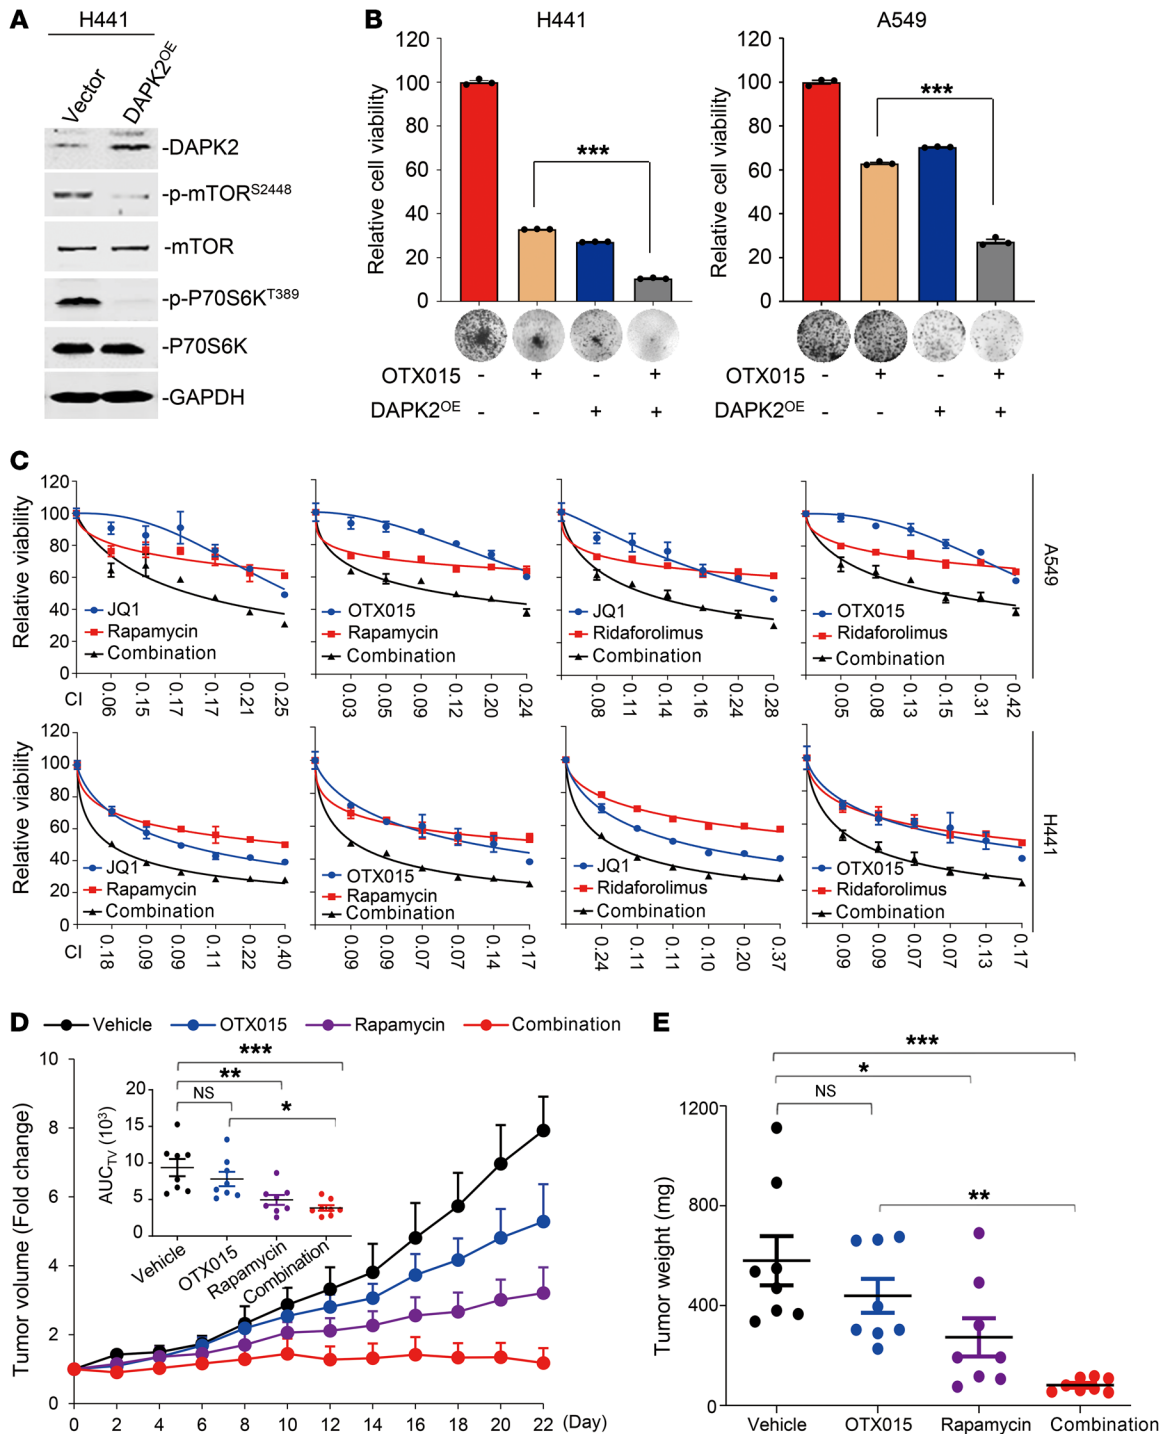 A
H441
Vector
DAPK2OE
-DAPK2
-p-mTORS2448
-mTOR
-p-P70S6KT389
-P70S6K
-GAPDH
B
H441
Relative cell viability
120
100
80
60
40
20
0
***
OTX015 - + - +
DAPK2OE - - + +
A549
Relative cell viability
120
100
80
60
40
20
0
***
OTX015 - + - +
DAPK2OE - - + +
C
Relative viability
120
100
80
60
40
20
0
JQ1
Rapamycin
Combination
CI 0.06 0.15 0.17 0.17 0.21 0.25
OTX015
Rapamycin
Combination
0.03 0.05 0.09 0.12 0.20 0.24
JQ1
Ridaforolimus
Combination
0.08 0.11 0.14 0.16 0.24 0.28
OTX015
Ridaforolimus
Combination
0.05 0.08 0.13 0.15 0.31 0.42
A549
Relative viability
120
100
80
60
40
20
0
JQ1
Rapamycin
Combination
CI 0.18 0.09 0.09 0.11 0.22 0.40
OTX015
Rapamycin
Combination
0.09 0.09 0.07 0.07 0.14 0.17
JQ1
Ridaforolimus
Combination
0.24 0.11 0.11 0.10 0.20 0.37
OTX015
Ridaforolimus
Combination
0.09 0.09 0.07 0.07 0.13 0.17
H441
D
Vehicle OTX015 Rapamycin Combination
Tumor volume (Fold change)
10
8
6
4
2
0
0 2 4 6 8 10 12 14 16 18 20 22 (Day)
***
**
NS
*
AUCTV (10³)
20
15
10
5
0
Vehicle
OTX015
Rapamycin
Combination
E
***
*
NS
**
Tumor weight (mg)
1200
800
400
0
Vehicle OTX015 Rapamycin Combination